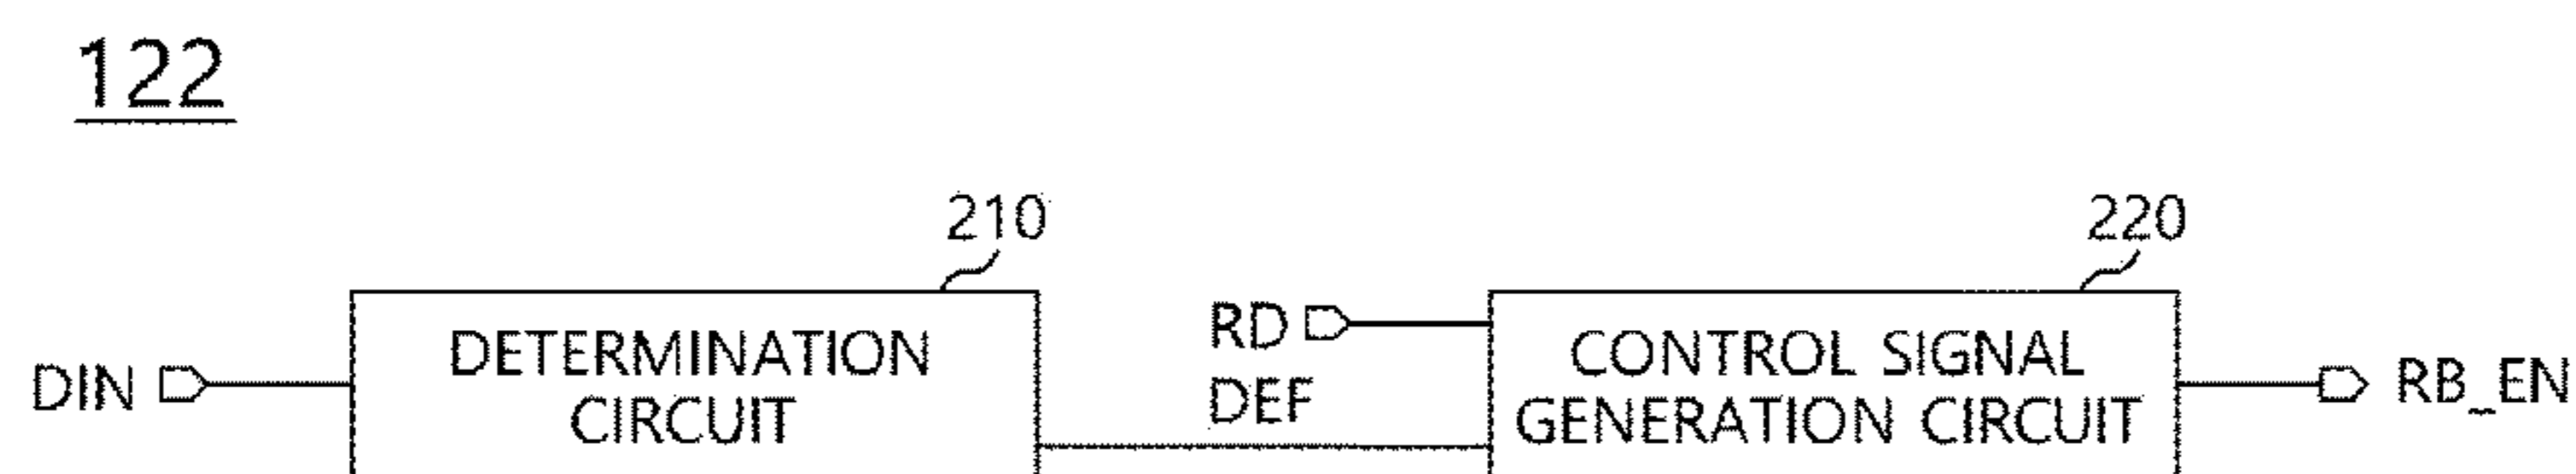 122
210
220
DIN
DETERMINATION
CIRCUIT
RD
DEF
CONTROL SIGNAL
GENERATION CIRCUIT
RB_EN